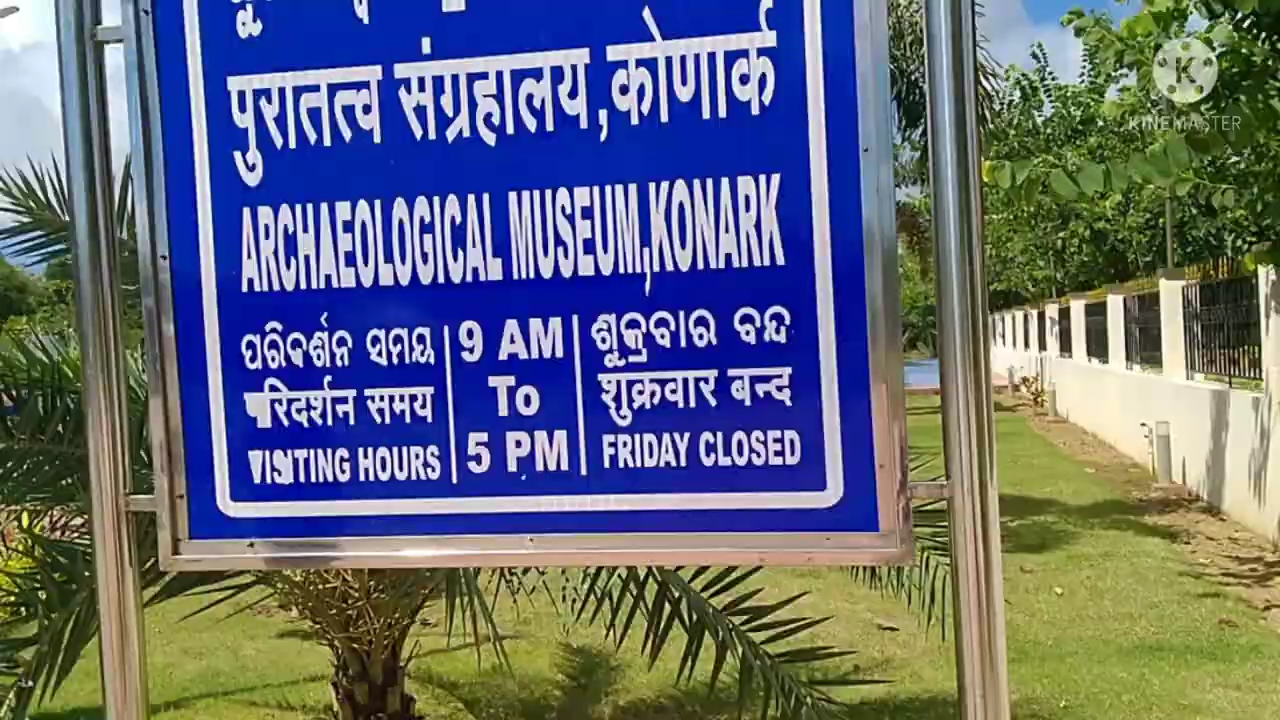 पुरातत्व संग्रहालय,कोणार्क
ARCHAEOLOGICAL MUSEUM,KONARK
ପରିଦର୍ଶନ ସମୟ
परिदर्शन समय
VISITING HOURS
9 AM
To
5 PM
ଶୁକ୍ରବାର ବନ୍ଦ
शुक्रवार बन्द
FRIDAY CLOSED
KINEMASTER